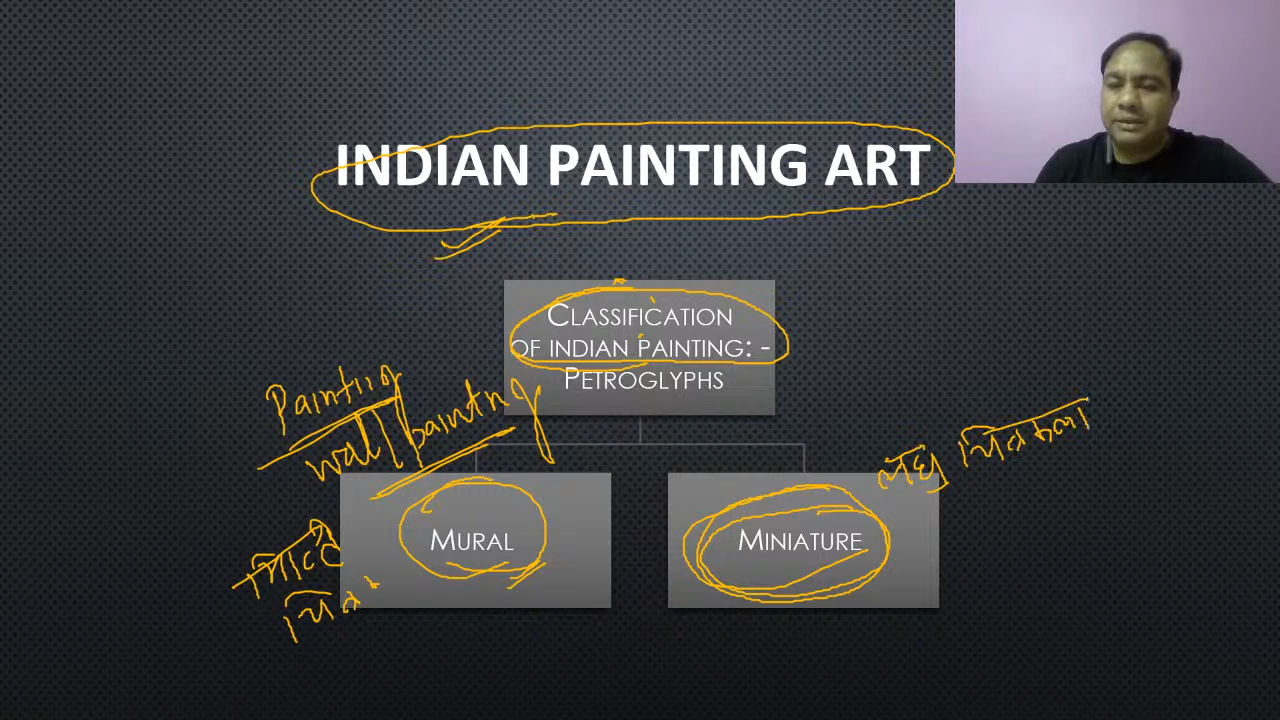 INDIAN PAINTING ART
CLASSIFICATION
OF INDIAN PAINTING: -
PETROGLYPHS
Painting
wall painting
MURAL
MINIATURE
लघु चित्रकला
चित्र